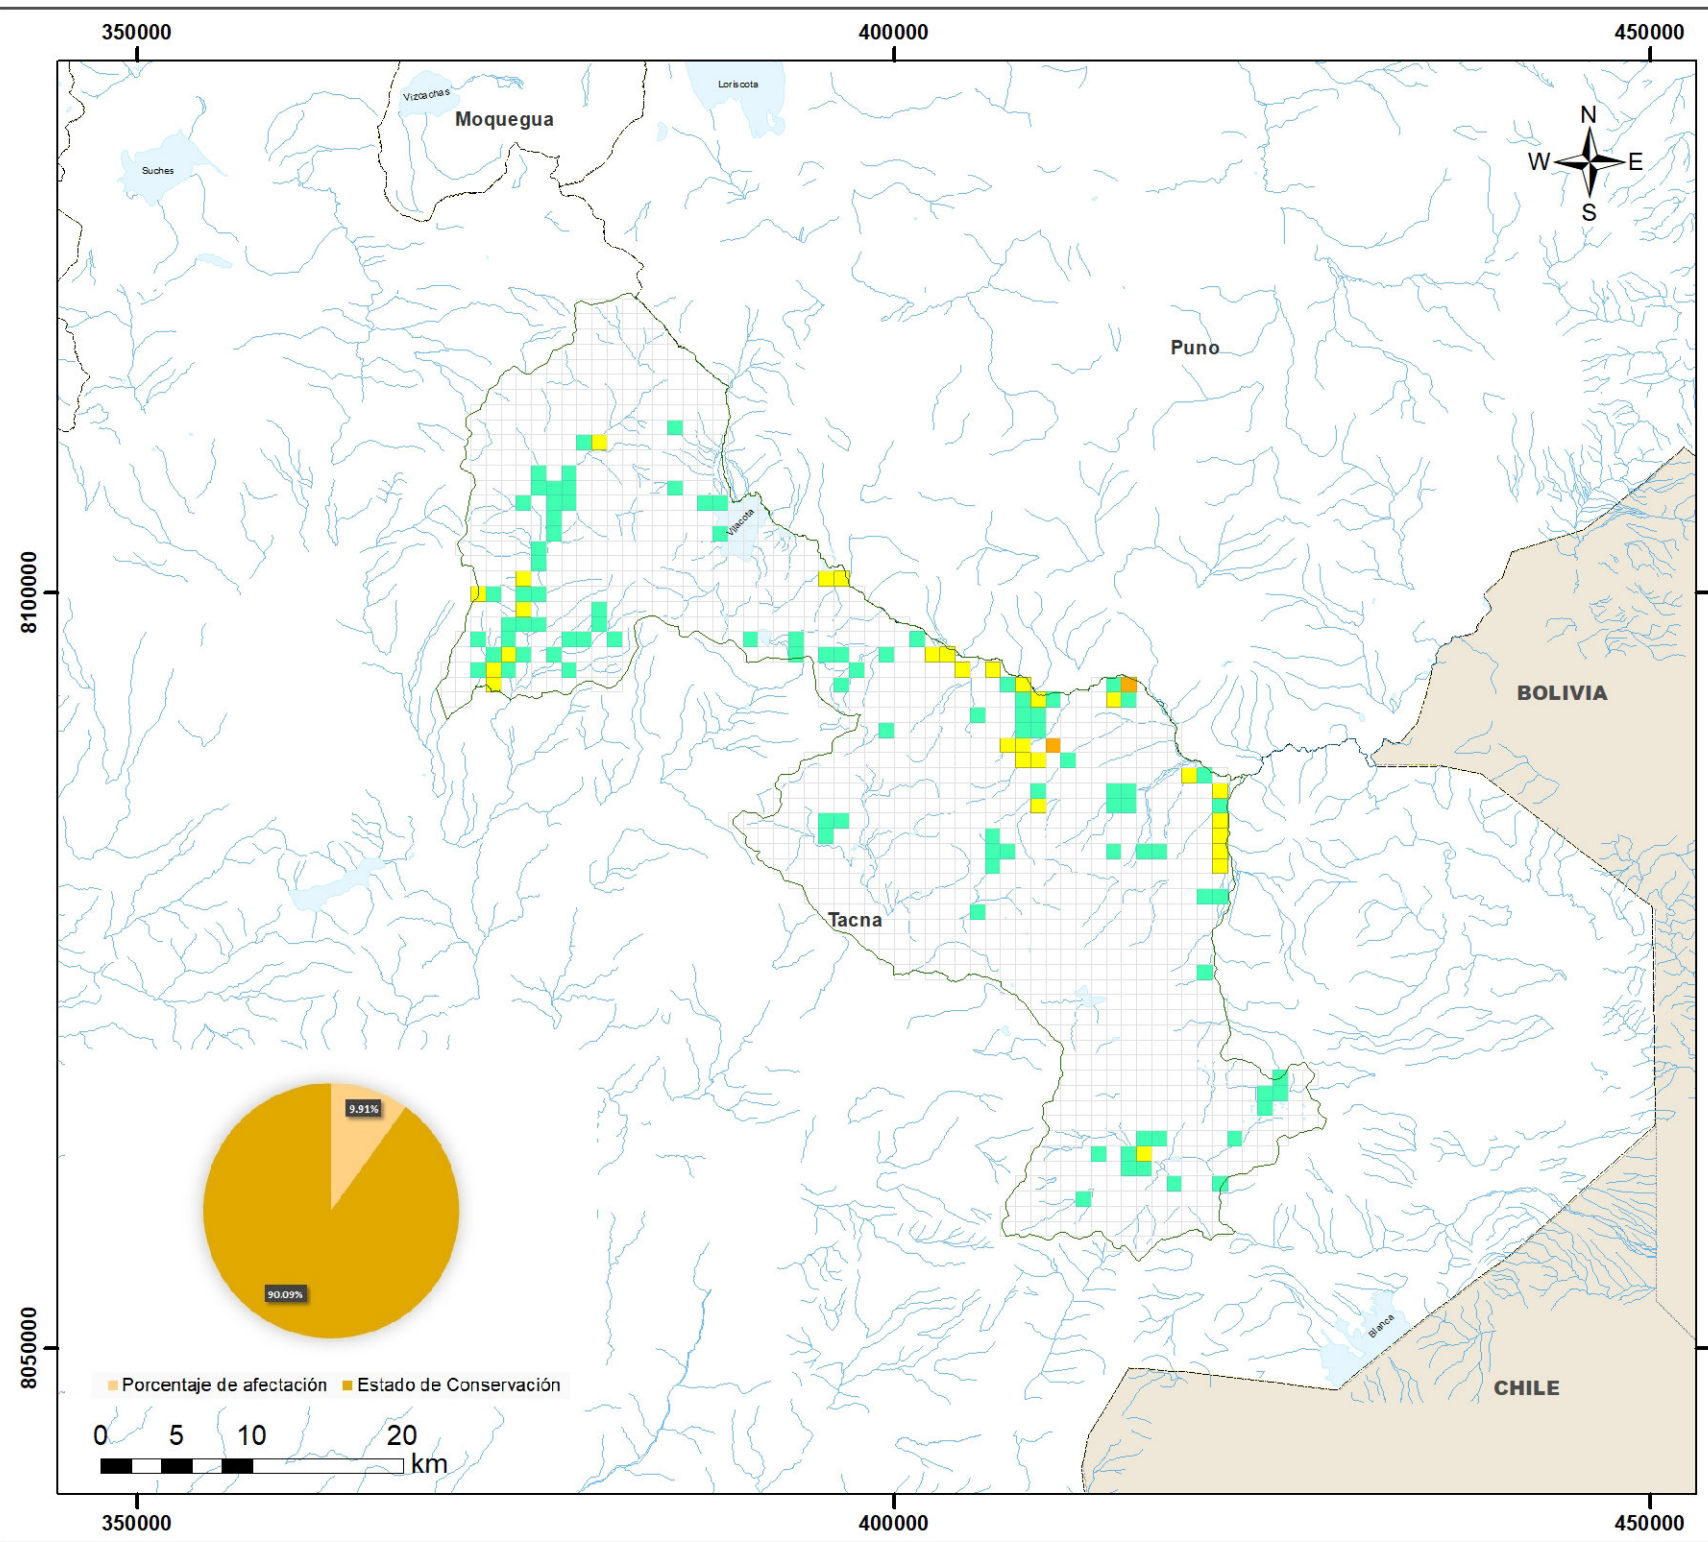 350000
400000
450000
Vizcachas
Loriscota
Moquegua
N
W
E
S
Suches
Puno
Vilacota
8100000
BOLIVIA
Tacna
9.91%
90.09%
Blanca
8050000
Porcentaje de afectación
Estado de Conservación
CHILE
0
5
10
20
km
350000
400000
450000